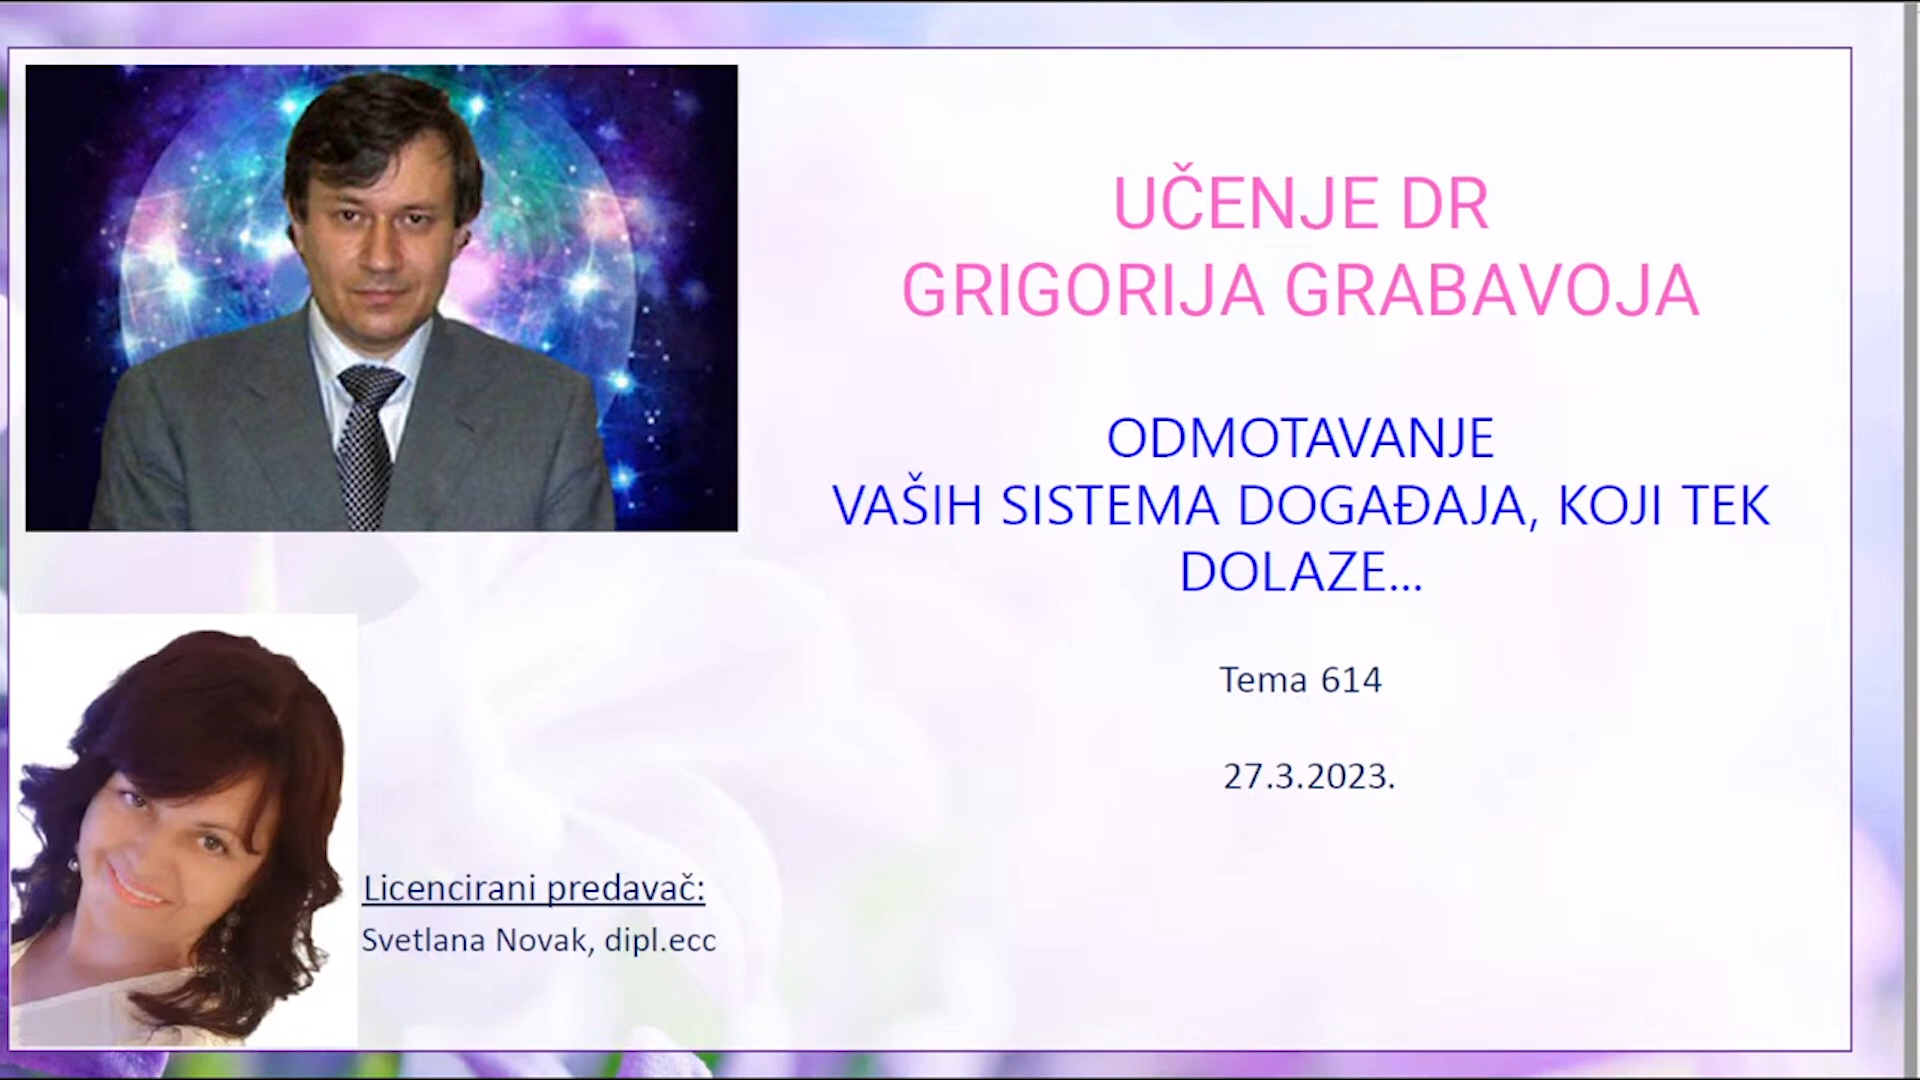 UČENJE DR
GRIGORIJA GRABAVOJA
ODMOTAVANJE
VAŠIH SISTEMA DOGAĐAJA, KOJI TEK
DOLAZE...
Tema 614
27.3.2023.
Licencirani predavač:
Svetlana Novak, dipl.ecc